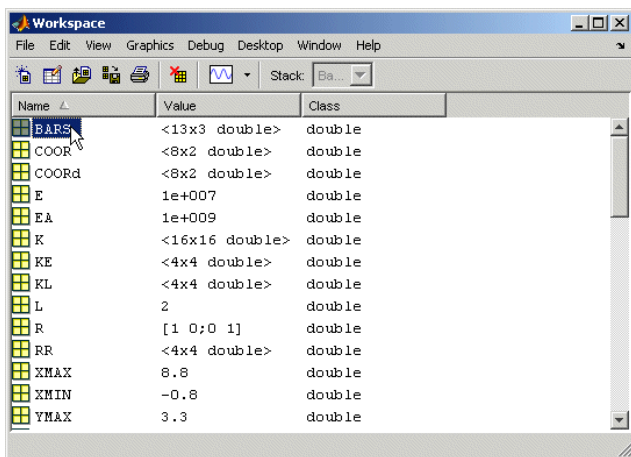 Workspace
File Edit View Graphics Debug Desktop Window Help
Stack: Ba...
Name Value Class
BARS <13x3 double> double
COOR <8x2 double> double
COORd <8x2 double> double
E 1e+007 double
EA 1e+009 double
K <16x16 double> double
KE <4x4 double> double
KL <4x4 double> double
L 2 double
R [1 0;0 1] double
RR <4x4 double> double
XMAX 8.8 double
XMIN -0.8 double
YMAX 3.3 double